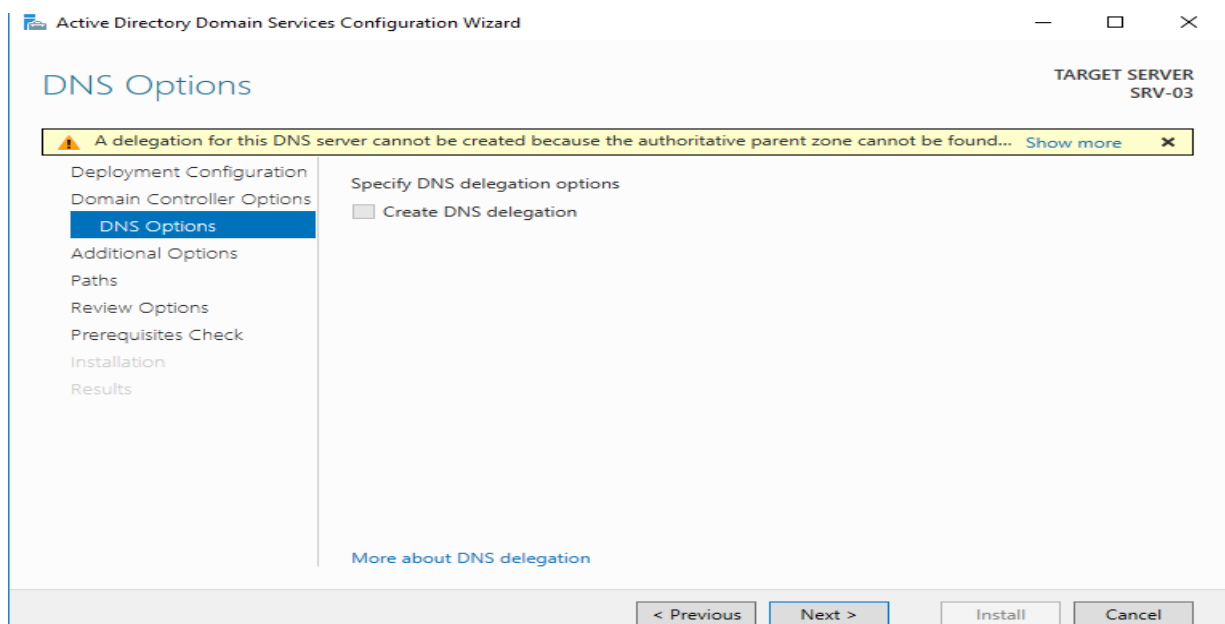 Active Directory Domain Services Configuration Wizard
DNS Options
TARGET SERVER
SRV-03
A delegation for this DNS server cannot be created because the authoritative parent zone cannot be found... Show more
Deployment Configuration
Domain Controller Options
DNS Options
Additional Options
Paths
Review Options
Prerequisites Check
Installation
Results
Specify DNS delegation options
Create DNS delegation
More about DNS delegation
< Previous Next > Install Cancel